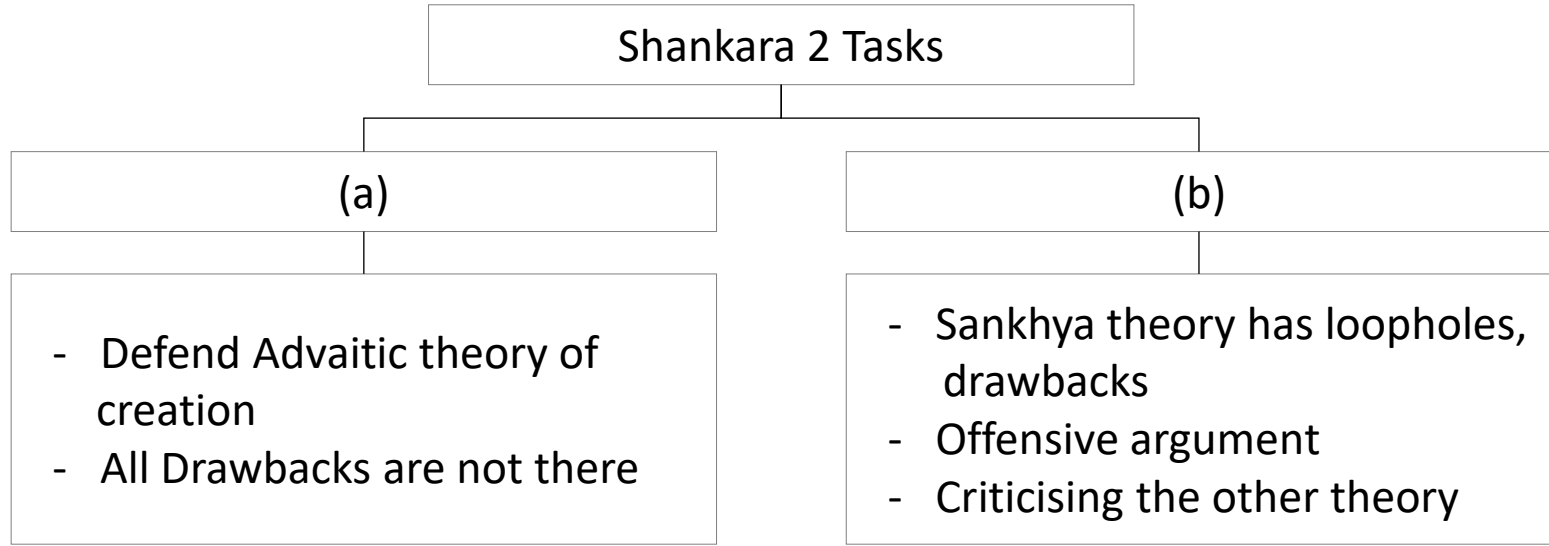 Shankara 2 Tasks
(a)
(b)
- Defend Advaitic theory of
creation
- All Drawbacks are not there
- Sankhya theory has loopholes,
drawbacks
- Offensive argument
- Criticising the other theory